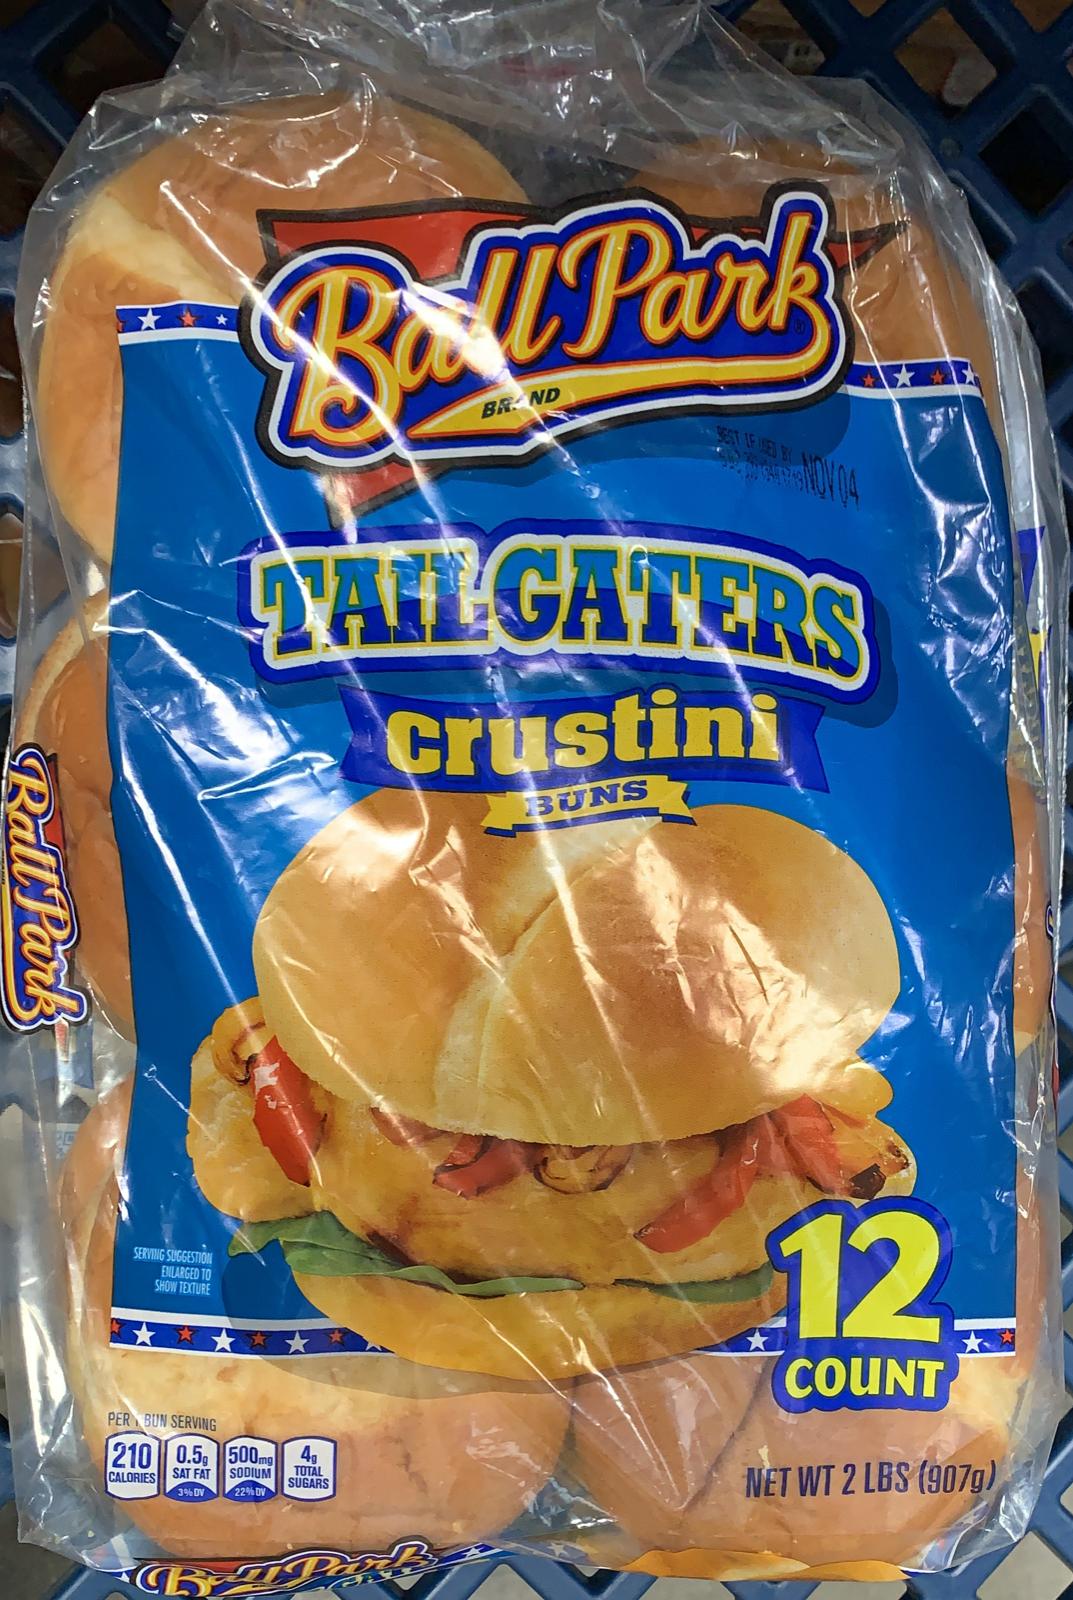 Ball Park®
BRAND
BEST IF USED BY
NOV 04
TAILGATERS
crustini
BUNS
Ball Park
SERVING SUGGESTION
ENLARGED TO
SHOW TEXTURE
12
COUNT
PER 1 BUN SERVING
210 CALORIES
0.5g SAT FAT 3% DV
500mg SODIUM 22% DV
4g TOTAL SUGARS
NET WT 2 LBS (907g)
Ball Park